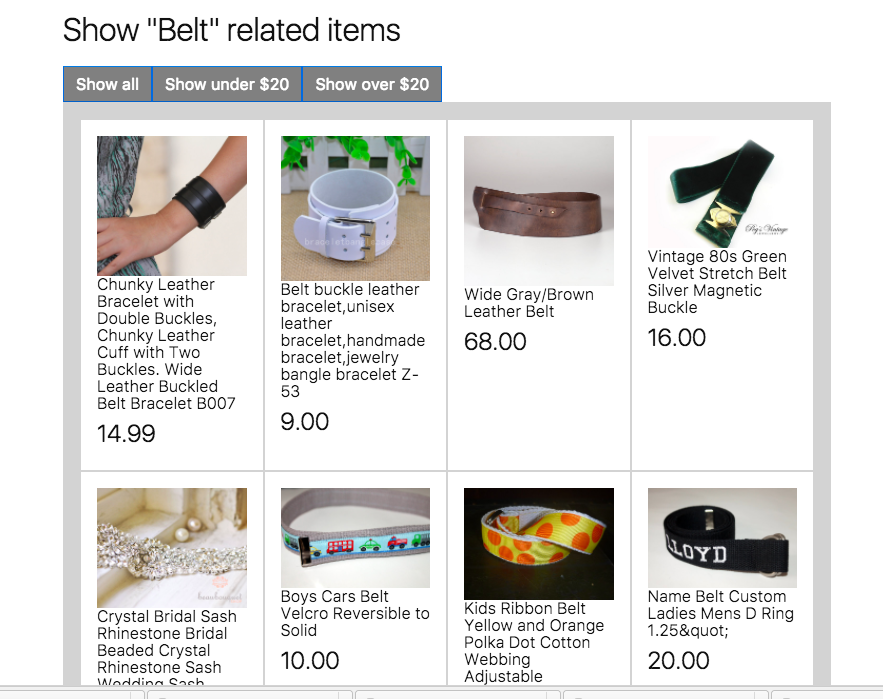 Show "Belt" related items
Show all
Show under $20
Show over $20
Chunky Leather
Bracelet with
Double Buckles,
Chunky Leather
Cuff with Two
Buckles. Wide
Leather Buckled
Belt Bracelet B007
14.99
Belt buckle leather
bracelet,unisex
leather
bracelet,handmade
bracelet,jewelry
bangle bracelet Z-
53
9.00
Wide Gray/Brown
Leather Belt
68.00
Peg's Vintage
Vintage 80s Green
Velvet Stretch Belt
Silver Magnetic
Buckle
16.00
Crystal Bridal Sash
Rhinestone Bridal
Beaded Crystal
Rhinestone Sash
Wedding Sash
Boys Cars Belt
Velcro Reversible to
Solid
10.00
Kids Ribbon Belt
Yellow and Orange
Polka Dot Cotton
Webbing
Adjustable
LLOYD
Name Belt Custom
Ladies Mens D Ring
1.25&quot;
20.00